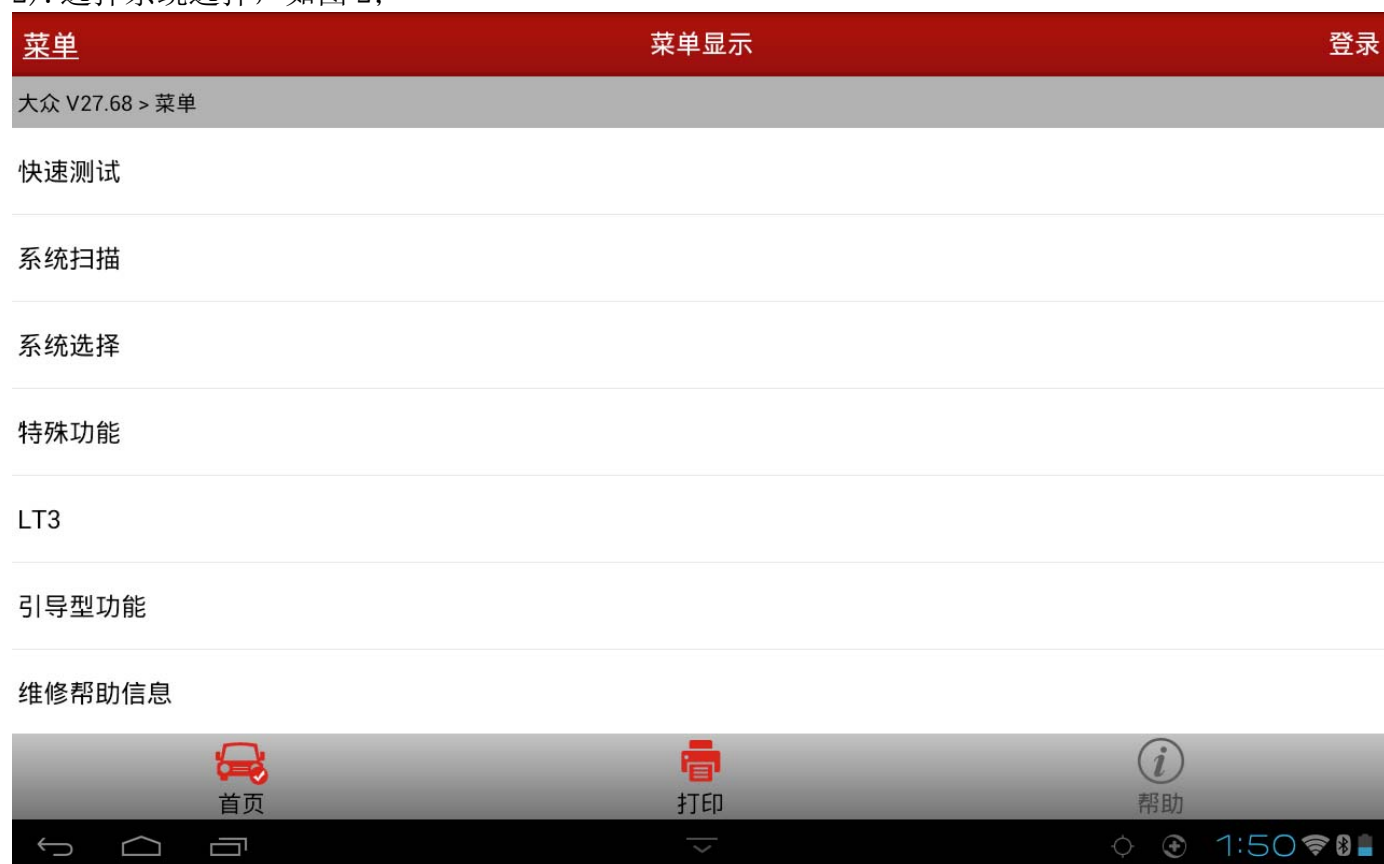 菜单 菜单显示 登录
大众 V27.68 > 菜单
快速测试
系统扫描
系统选择
特殊功能
LT3
引导型功能
维修帮助信息
首页 打印 帮助
1:50